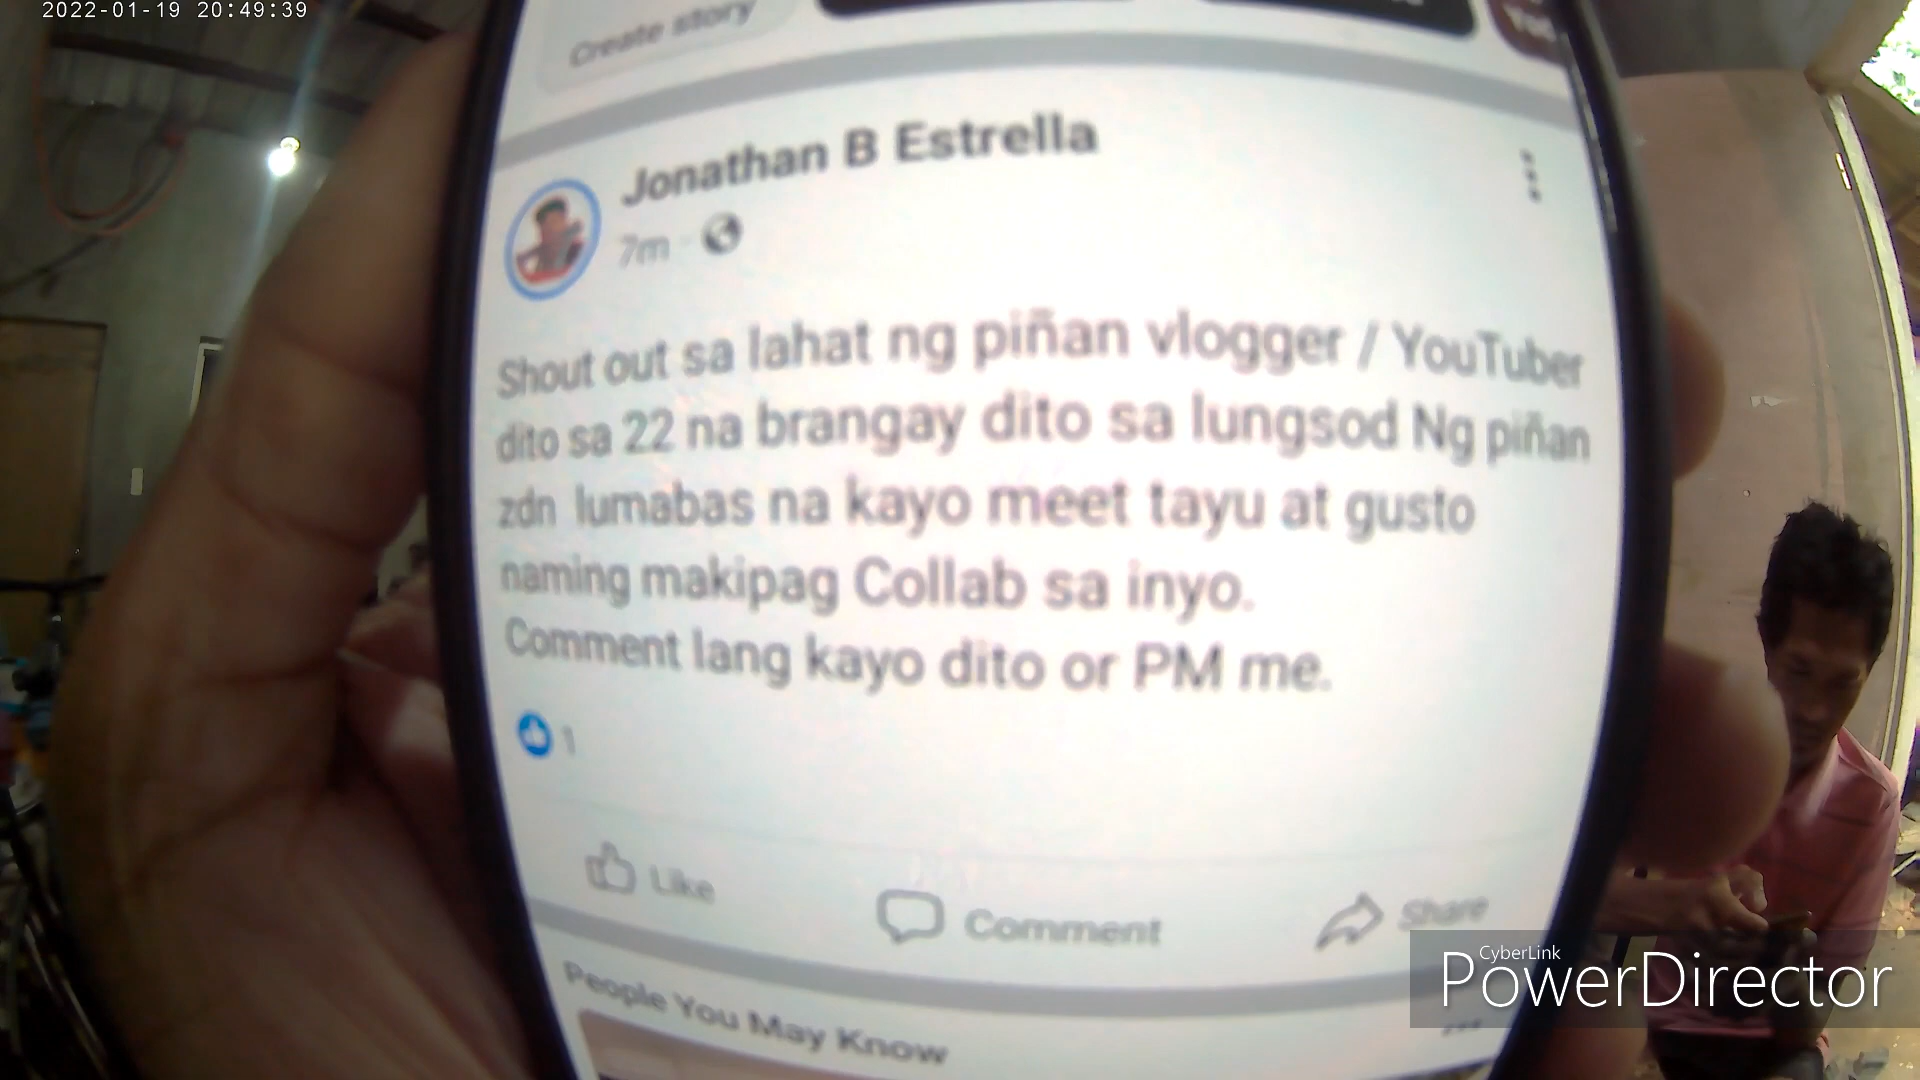 2022-01-19 20:49:39
Create story
Jonathan B Estrella
7m
Shout out sa lahat ng piñan vlogger / YouTuber
dito sa 22 na brangay dito sa lungsod Ng piñan
zdn lumabas na kayo meet tayu at gusto
naming makipag Collab sa inyo.
Comment lang kayo dito or PM me.
1
Like
Comment
Share
People You May Know
CyberLink
PowerDirector